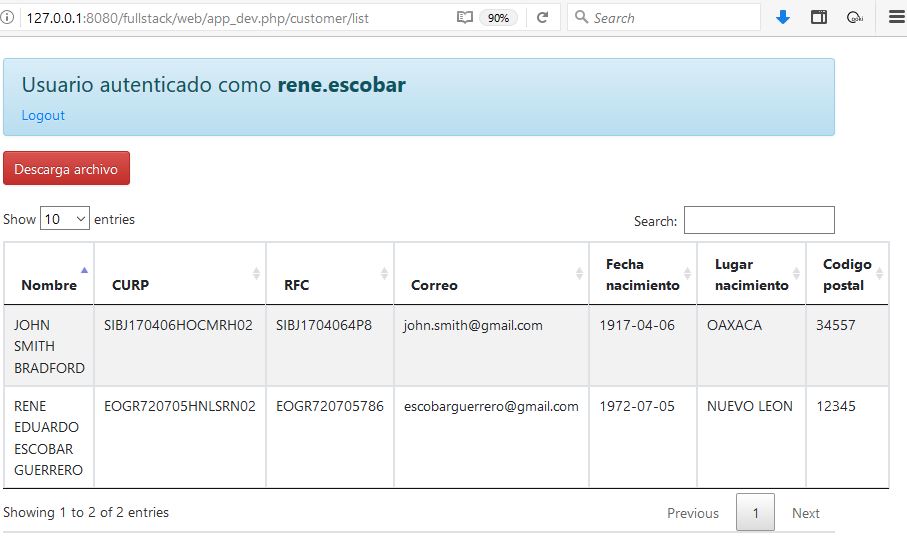 127.0.0.1:8080/fullstack/web/app_dev.php/customer/list 90% Search
Usuario autenticado como rene.escobar
Logout
Descarga archivo
Show 10 entries Search:
Nombre CURP RFC Correo Fecha nacimiento Lugar nacimiento Codigo postal
JOHN SMITH BRADFORD SIBJ170406HOCMRH02 SIBJ1704064P8 john.smith@gmail.com 1917-04-06 OAXACA 34557
RENE EDUARDO ESCOBAR GUERRERO EOGR720705HNLSRN02 EOGR720705786 escobarguerrero@gmail.com 1972-07-05 NUEVO LEON 12345
Showing 1 to 2 of 2 entries Previous 1 Next